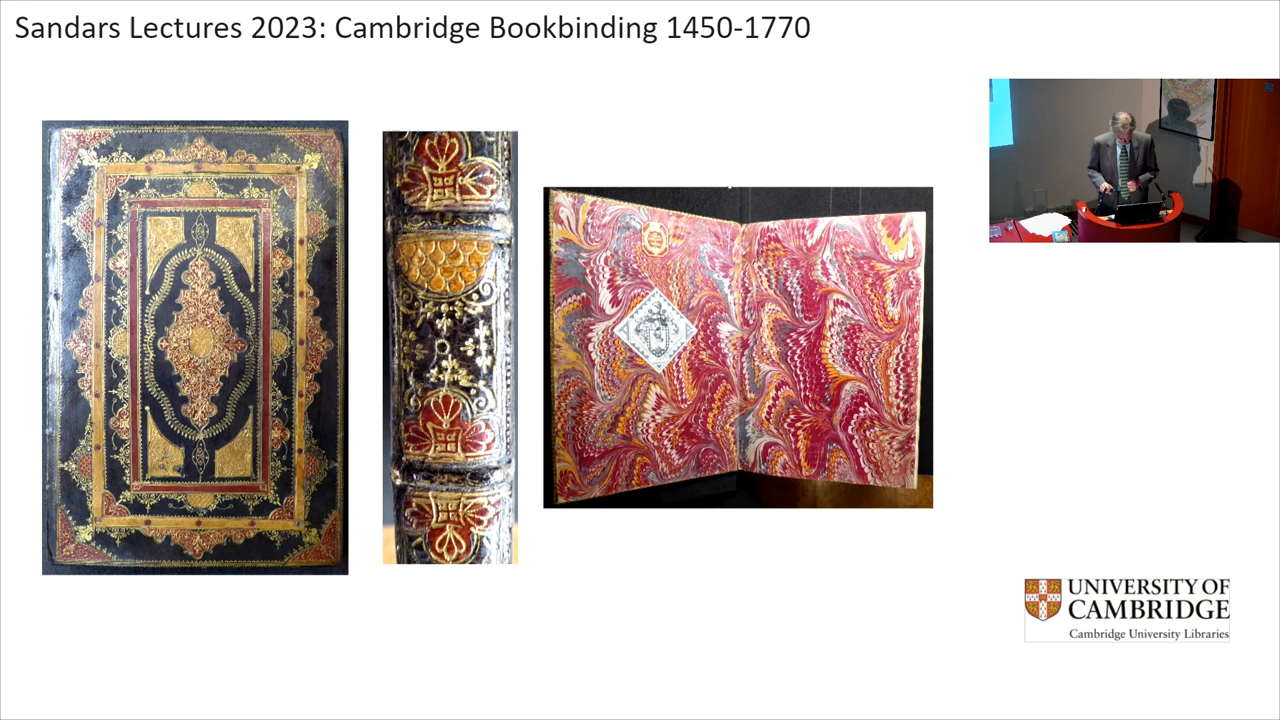 Sandars Lectures 2023: Cambridge Bookbinding 1450-1770
UNIVERSITY OF
CAMBRIDGE
Cambridge University Libraries